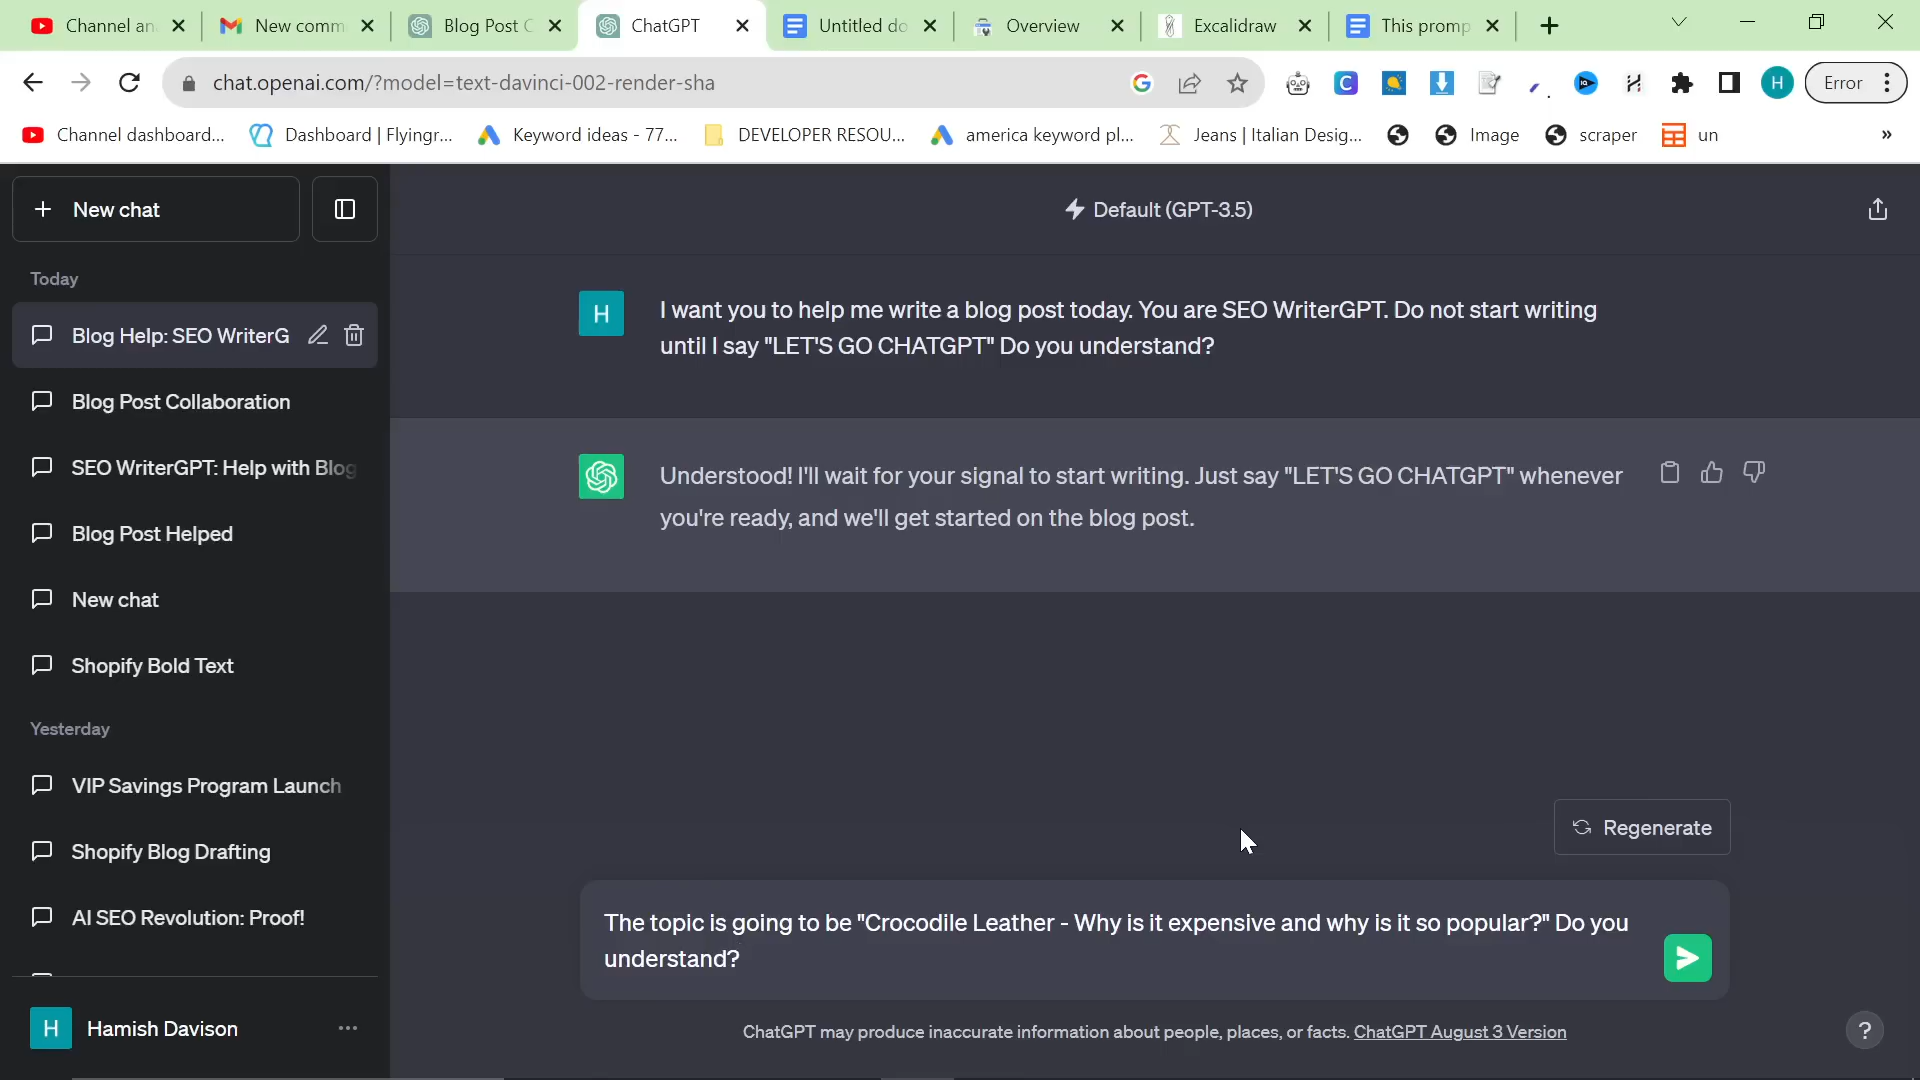 Channel an
New comm
Blog Post C
ChatGPT
Untitled do
Overview
Excalidraw
This promp
chat.openai.com/?model=text-davinci-002-render-sha
H
Error
Channel dashboard...
Dashboard | Flyingr...
Keyword ideas - 77...
DEVELOPER RESOU...
america keyword pl...
Jeans | Italian Desig...
Image
scraper
un
»
New chat
Default (GPT-3.5)
Today
Blog Help: SEO WriterG
Blog Post Collaboration
SEO WriterGPT: Help with Blog
Blog Post Helped
New chat
Shopify Bold Text
Yesterday
VIP Savings Program Launch
Shopify Blog Drafting
AI SEO Revolution: Proof!
H
Hamish Davison
H
I want you to help me write a blog post today. You are SEO WriterGPT. Do not start writing
until I say "LET'S GO CHATGPT" Do you understand?
Understood! I'll wait for your signal to start writing. Just say "LET'S GO CHATGPT" whenever
you're ready, and we'll get started on the blog post.
Regenerate
The topic is going to be "Crocodile Leather - Why is it expensive and why is it so popular?" Do you
understand?
ChatGPT may produce inaccurate information about people, places, or facts. ChatGPT August 3 Version
?